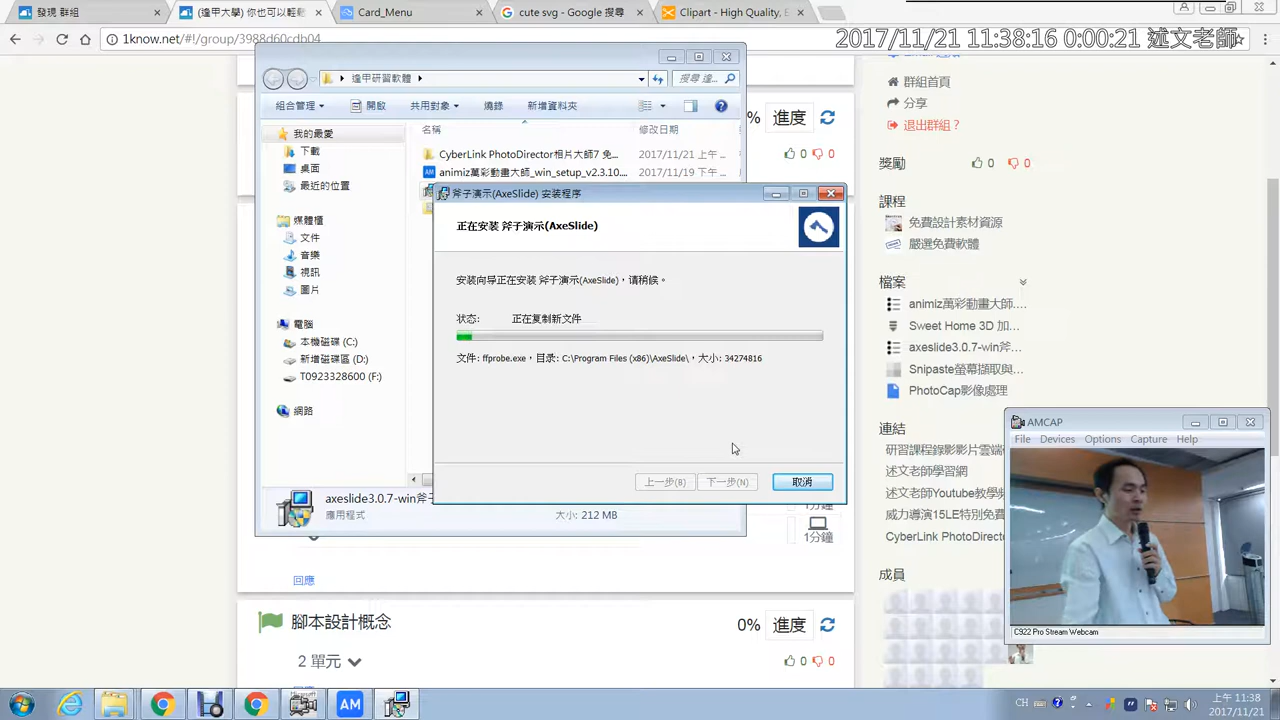 發現 群組
(逢甲大學) 你也可以輕鬆
Card_Menu
cute svg - Google 搜尋
Clipart - High Quality, E
1know.net/#!/group/3988d60cdb04
2017/11/21 11:38:16 0:00:21 述文老師
逢甲研習軟體
搜尋 逢...
組合管理
開啟
共用對象
燒錄
新增資料夾
名稱
修改日期
我的最愛
下載
桌面
最近的位置
媒體櫃
文件
音樂
視訊
圖片
電腦
本機磁碟 (C:)
新增磁碟區 (D:)
T0923328600 (F:)
網路
CyberLink PhotoDirector相片大師7 免...
2017/11/21 上午 ...
animiz萬彩動畫大師_win_setup_v2.3.10....
2017/11/19 下午 ...
斧子演示(AxeSlide) 安装程序
正在安装 斧子演示(AxeSlide)
安装向导正在安装 斧子演示(AxeSlide)，请稍候。
状态: 正在复制新文件
文件: ffprobe.exe，目录: C:\Program Files (x86)\AxeSlide\，大小: 34274816
上一步(B)
下一步(N)
取消
axeslide3.0.7-win斧子
應用程式
大小: 212 MB
% 進度
0 0
1分鐘
1分鐘
回應
腳本設計概念
0% 進度
2 單元
0 0
群組首頁
分享
退出群組？
獎勵
0 0
課程
免費設計素材資源
嚴選免費軟體
檔案
animiz萬彩動畫大師...
Sweet Home 3D 加...
axeslide3.0.7-win斧...
Snipaste螢幕擷取與...
PhotoCap影像處理
連結
研習課程錄影影片雲端
述文老師學習網
述文老師Youtube教學頻
威力導演15LE特別免費
CyberLink PhotoDirecto
成員
AMCAP
File Devices Options Capture Help
C922 Pro Stream Webcam
CH
上午 11:38
2017/11/21